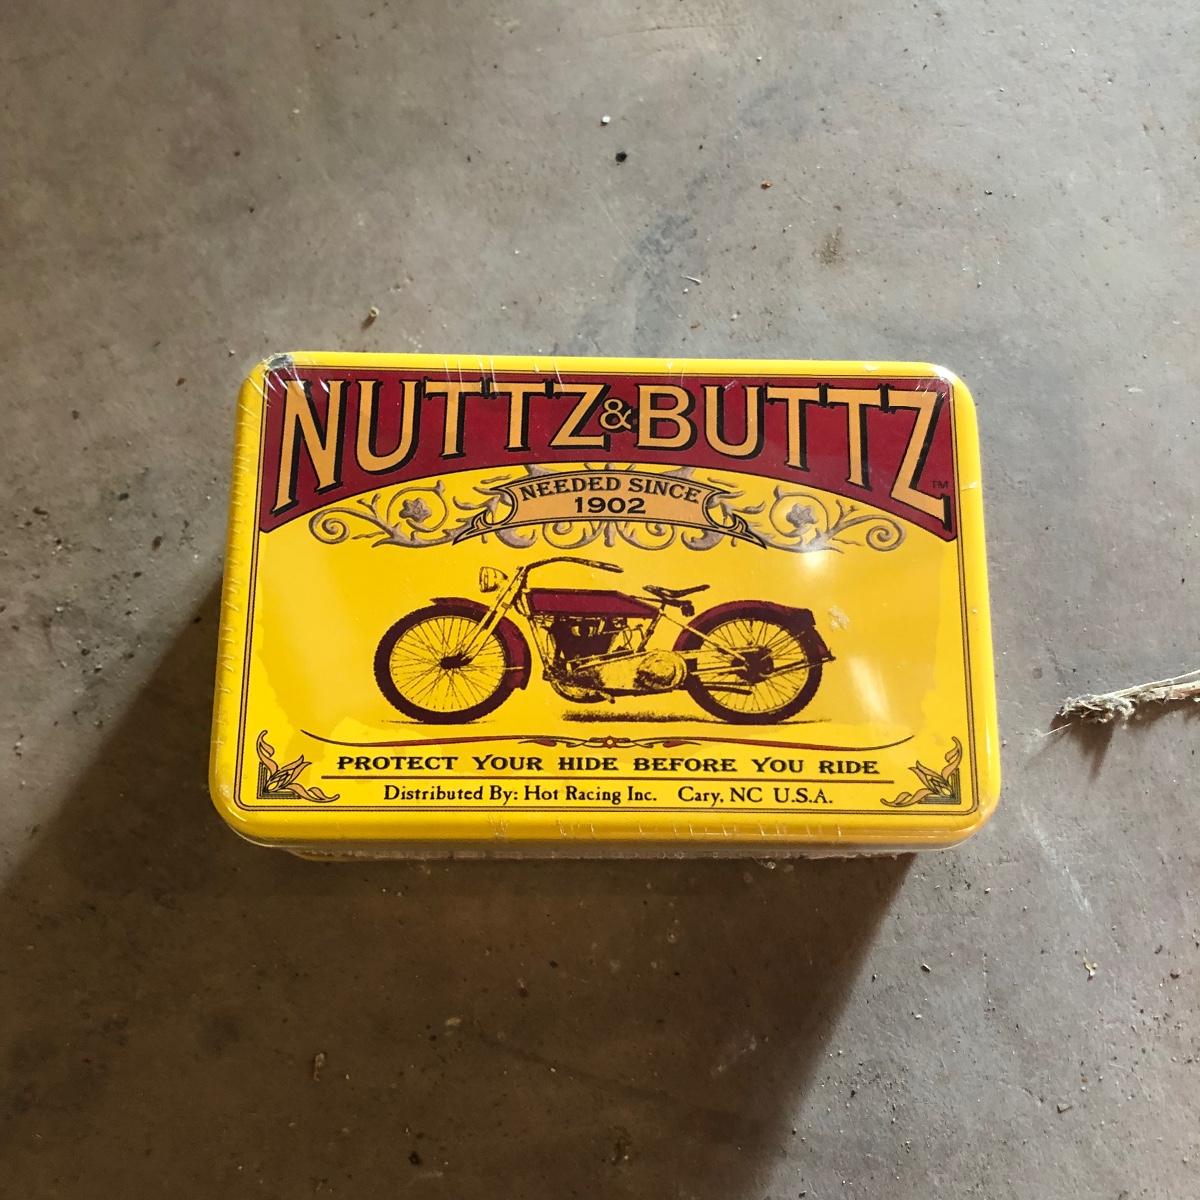 NUTTZ & BUTTZ™
NEEDED SINCE
1902
PROTECT YOUR HIDE BEFORE YOU RIDE
Distributed By: Hot Racing Inc. Cary, NC U.S.A.